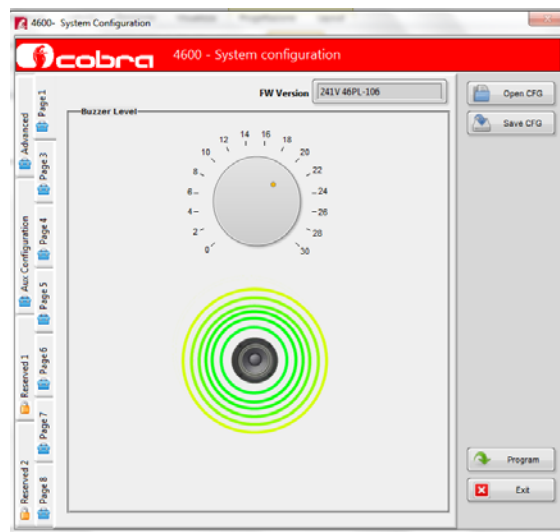 4600- System Configuration
cobra
4600 - System configuration
FW Version
241V 46PL-106
Open CFG
Save CFG
Buzzer Level
0
2
4
6
8
10
12
14
16
18
20
22
24
26
28
30
Advanced
Aux Configuration
Reserved 1
Reserved 2
Page 1
Page 3
Page 4
Page 5
Page 6
Page 7
Page 8
Program
Exit